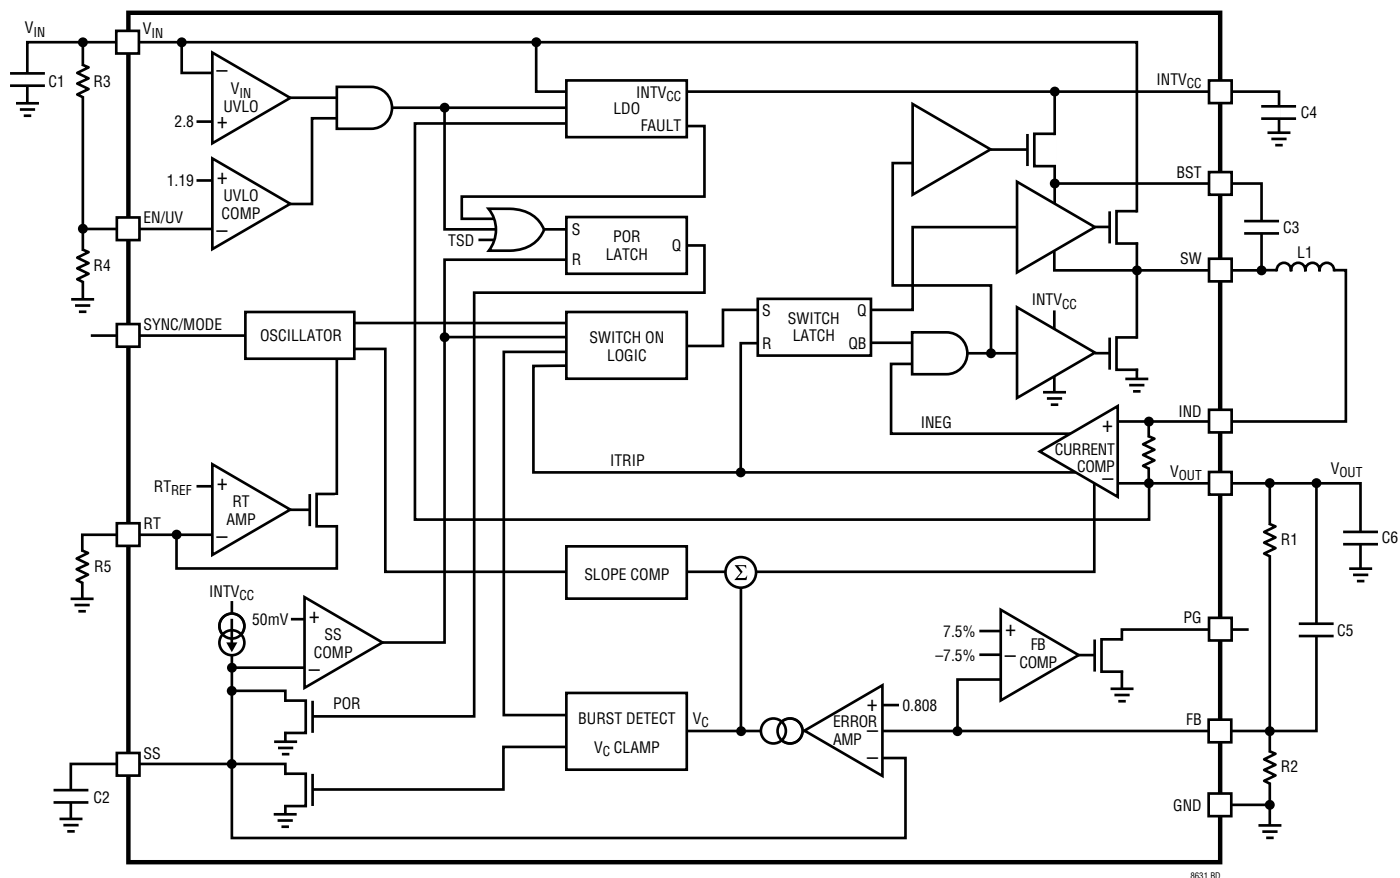 VIN
VIN
C1
R3
VIN
UVLO
2.8
INTVCC
LDO
FAULT
INTVCC
C4
1.19
UVLO
COMP
EN/UV
R4
TSD
S
R
POR
LATCH
Q
BST
C3
SW
L1
SYNC/MODE
OSCILLATOR
SWITCH ON
LOGIC
S
R
SWITCH
LATCH
Q
QB
INTVCC
INEG
ITRIP
IND
+
CURRENT
COMP
–
VOUT
VOUT
RTREF
+
RT
AMP
–
RT
R5
R1
C6
SLOPE COMP
Σ
INTVCC
50mV
+
SS
COMP
–
7.5%
–7.5%
+
–
FB
COMP
PG
C5
POR
BURST DETECT
VC CLAMP
VC
+
ERROR
AMP
–
–
0.808
FB
SS
C2
R2
GND
8631 BD